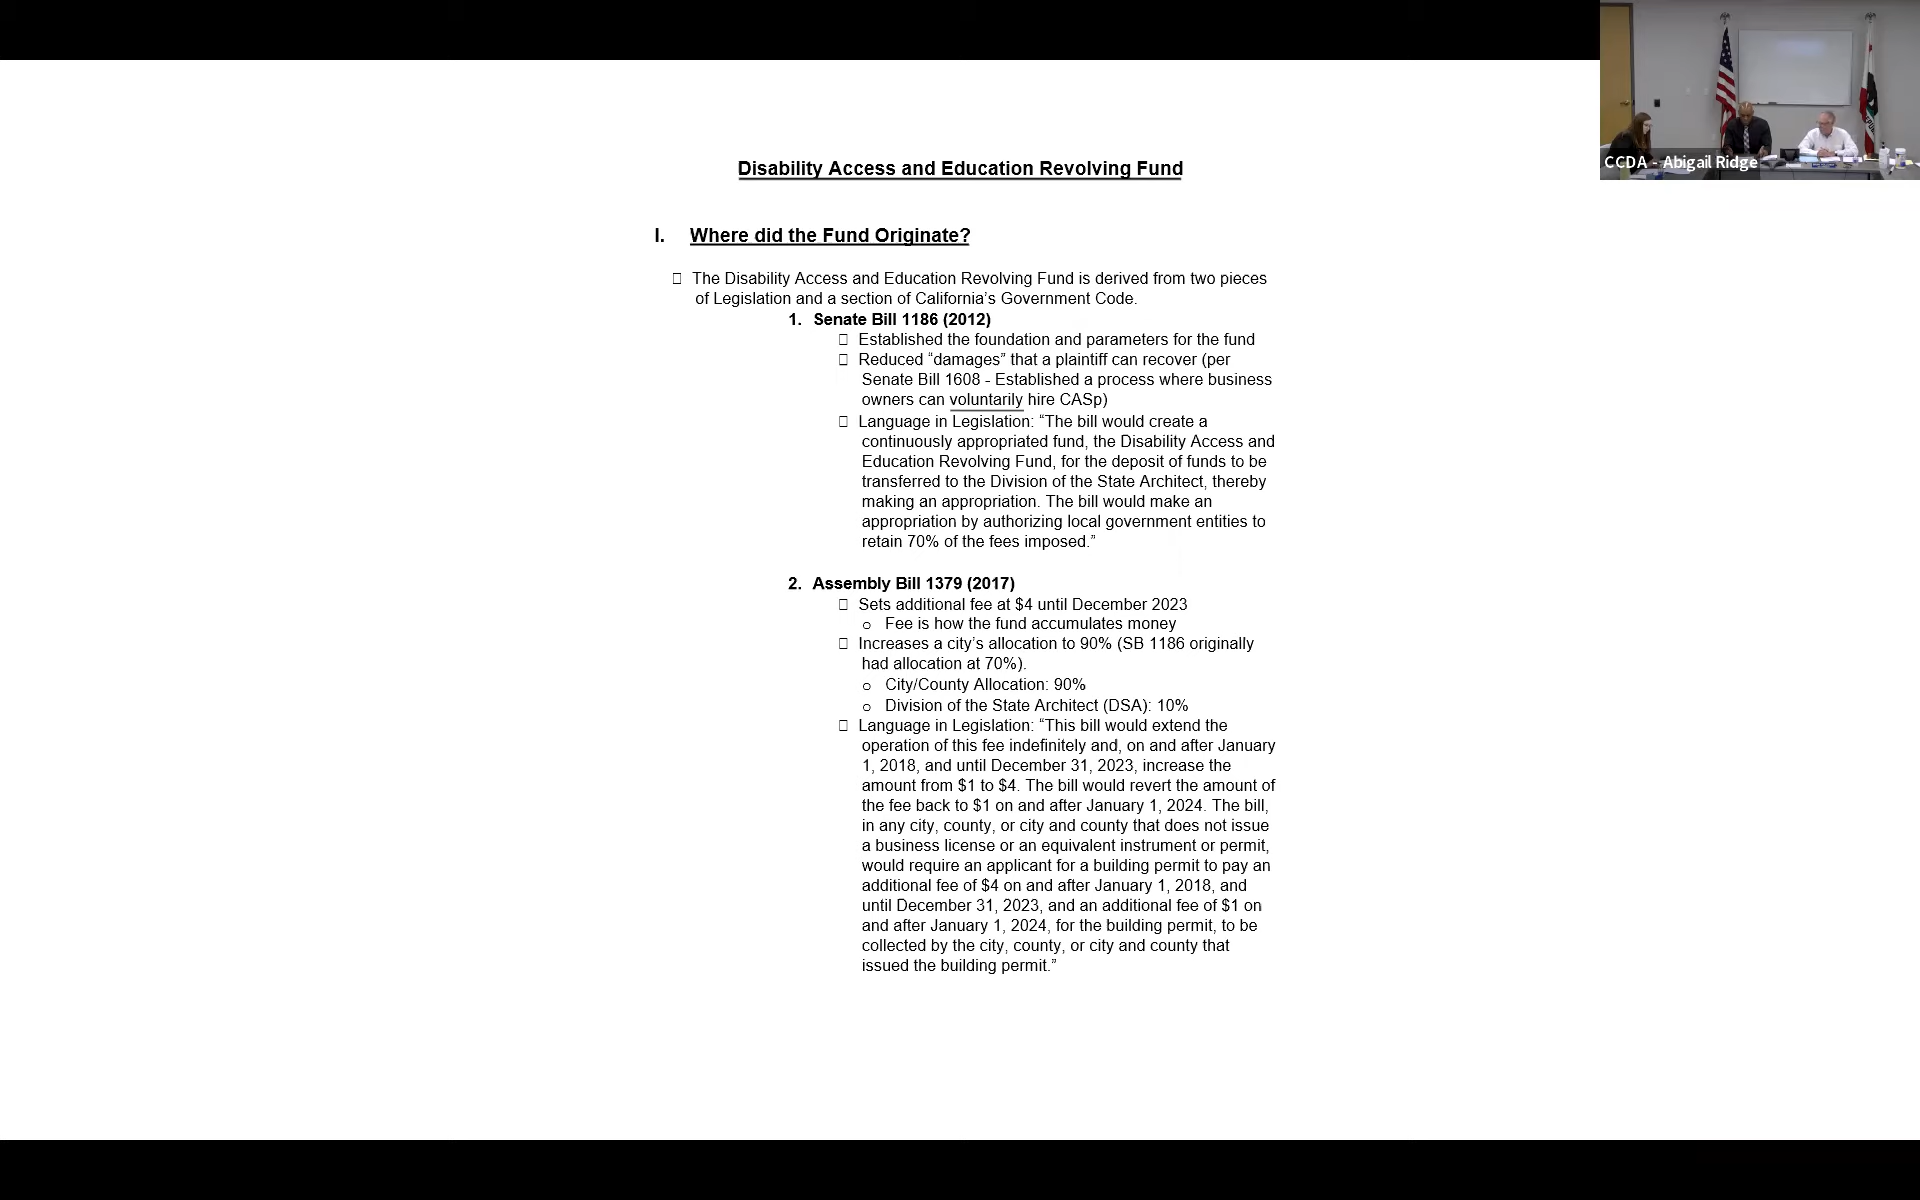 CCDA - Abigail Ridge
Disability Access and Education Revolving Fund
I. Where did the Fund Originate?
The Disability Access and Education Revolving Fund is derived from two pieces
of Legislation and a section of California’s Government Code.
1. Senate Bill 1186 (2012)
Established the foundation and parameters for the fund
Reduced “damages” that a plaintiff can recover (per
Senate Bill 1608 - Established a process where business
owners can voluntarily hire CASp)
Language in Legislation: “The bill would create a
continuously appropriated fund, the Disability Access and
Education Revolving Fund, for the deposit of funds to be
transferred to the Division of the State Architect, thereby
making an appropriation. The bill would make an
appropriation by authorizing local government entities to
retain 70% of the fees imposed.”
2. Assembly Bill 1379 (2017)
Sets additional fee at $4 until December 2023
o Fee is how the fund accumulates money
Increases a city’s allocation to 90% (SB 1186 originally
had allocation at 70%).
o City/County Allocation: 90%
o Division of the State Architect (DSA): 10%
Language in Legislation: “This bill would extend the
operation of this fee indefinitely and, on and after January
1, 2018, and until December 31, 2023, increase the
amount from $1 to $4. The bill would revert the amount of
the fee back to $1 on and after January 1, 2024. The bill,
in any city, county, or city and county that does not issue
a business license or an equivalent instrument or permit,
would require an applicant for a building permit to pay an
additional fee of $4 on and after January 1, 2018, and
until December 31, 2023, and an additional fee of $1 on
and after January 1, 2024, for the building permit, to be
collected by the city, county, or city and county that
issued the building permit.”